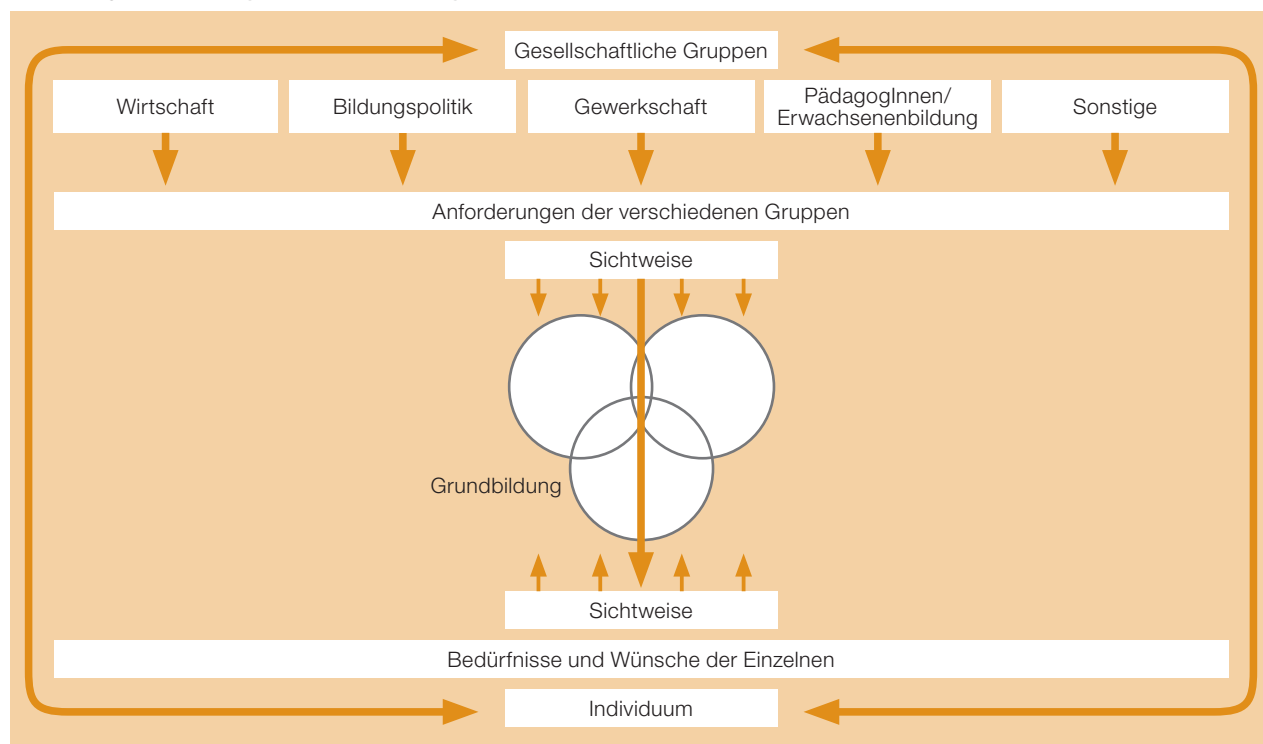 Gesellschaftliche Gruppen
Wirtschaft
Bildungspolitik
Gewerkschaft
PädagogInnen/
Erwachsenenbildung
Sonstige
Anforderungen der verschiedenen Gruppen
Sichtweise
Grundbildung
Sichtweise
Bedürfnisse und Wünsche der Einzelnen
Individuum